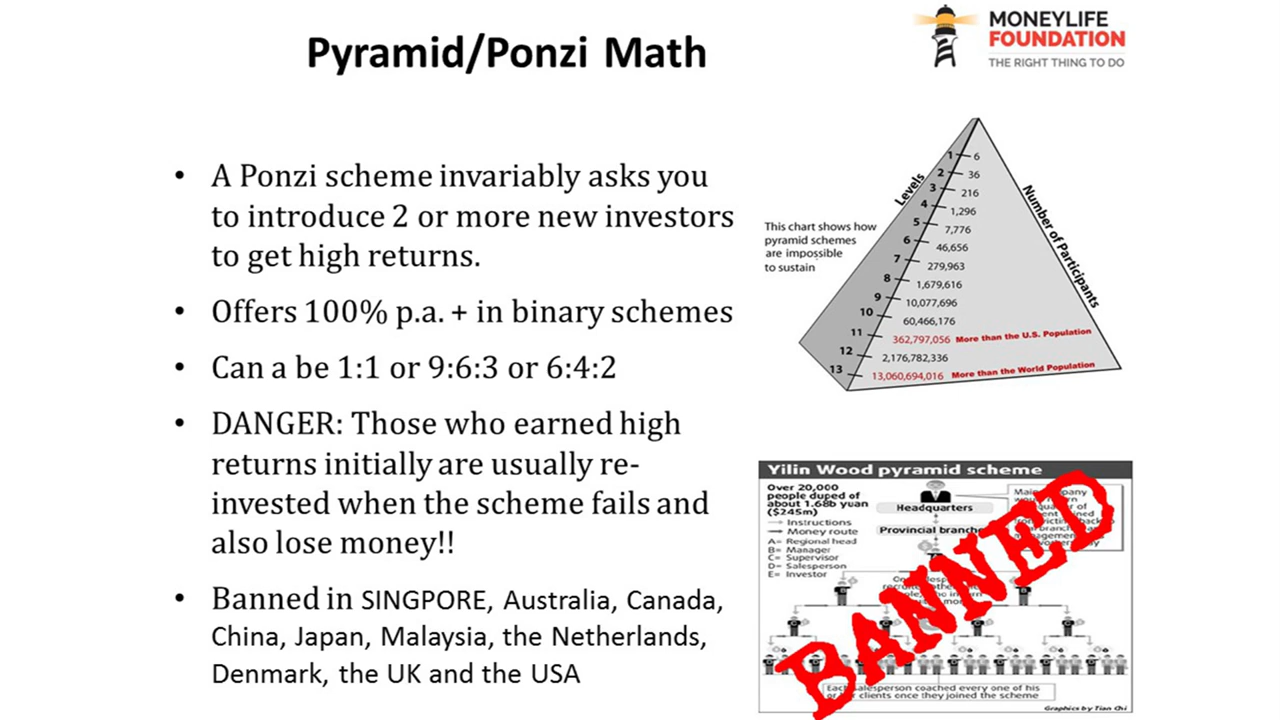 Pyramid/Ponzi Math
MONEYLIFE
FOUNDATION
THE RIGHT THING TO DO
• A Ponzi scheme invariably asks you
to introduce 2 or more new investors
to get high returns.
• Offers 100% p.a. + in binary schemes
• Can a be 1:1 or 9:6:3 or 6:4:2
• DANGER: Those who earned high
returns initially are usually re-
invested when the scheme fails and
also lose money!!
• Banned in SINGPORE, Australia, Canada,
China, Japan, Malaysia, the Netherlands,
Denmark, the UK and the USA
This chart shows how
pyramid schemes
are impossible
to sustain
Levels
Number of Participants
1 6
2 36
3 216
4 1,296
5 7,776
6 46,656
7 279,963
8 1,679,616
9 10,077,696
10 60,466,176
11 362,797,056 More than the U.S. Population
12 2,176,782,336
13 13,060,694,016 More than the World Population
Yilin Wood pyramid scheme
Over 20,000
people duped of
about 1.68b yuan
($245m)
Instructions
Money route
A= Regional head
B= Manager
C= Supervisor
D= Salesperson
E= Investor
Headquarters
Provincial branche
BANNED
Each salesperson coached every one of his
or her clients once they joined the scheme
Graphics by Tian Chi